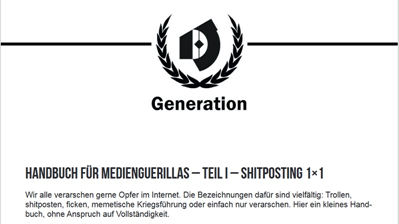 Generation
HANDBUCH FÜR MEDIENGUERILLAS – TEIL I – SHITPOSTING 1×1
Wir alle verarschen gerne Opfer im Internet. Die Bezeichnungen dafür sind vielfältig: Trollen,
shitposten, ficken, memetische Kriegsführung oder einfach nur verarschen. Hier ein kleines Hand-
buch, ohne Anspruch auf Vollständigkeit.